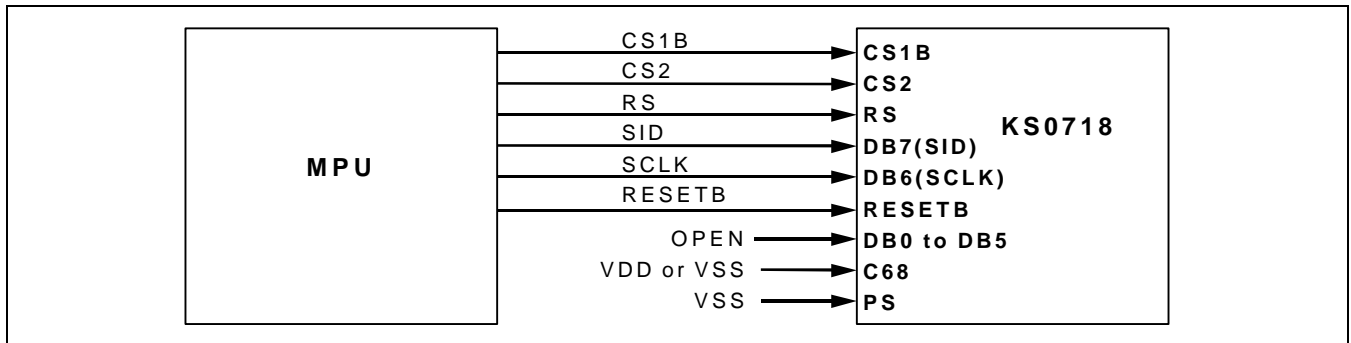 MPU
CS1B
CS2
RS
SID
SCLK
RESETB
OPEN
VDD or VSS
VSS
CS1B
CS2
RS
DB7(SID)
DB6(SCLK)
RESETB
DB0 to DB5
C68
PS
KS0718